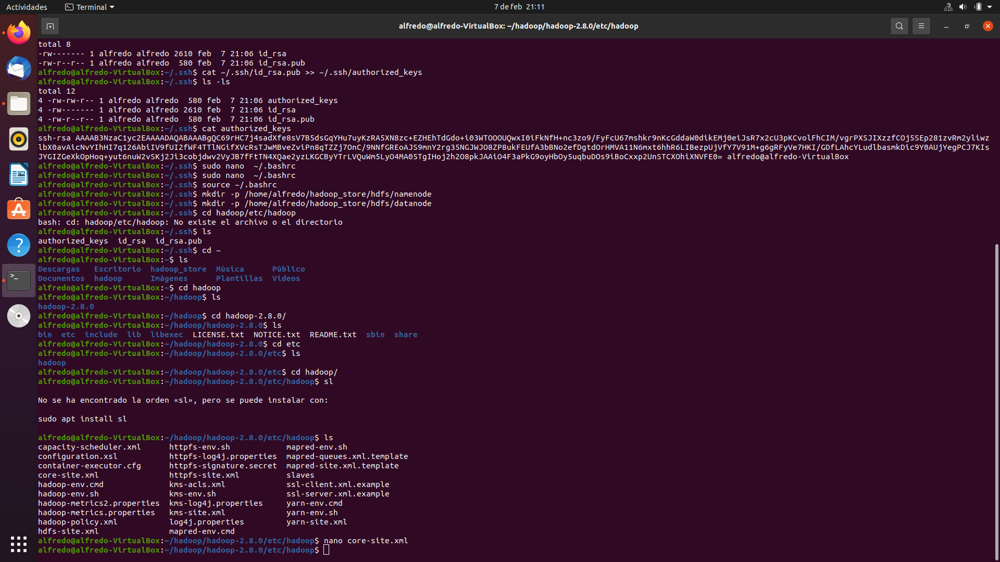 Actividades
Terminal
7 de feb 21:11
alfredo@alfredo-VirtualBox: ~/hadoop/hadoop-2.8.0/etc/hadoop
total 8
-rw------- 1 alfredo alfredo 2610 feb  7 21:06 id_rsa
-rw-r--r-- 1 alfredo alfredo  580 feb  7 21:06 id_rsa.pub
alfredo@alfredo-VirtualBox:~/.ssh$ cat ~/.ssh/id_rsa.pub >> ~/.ssh/authorized_keys
alfredo@alfredo-VirtualBox:~/.ssh$ ls -ls
total 12
4 -rw-rw-r-- 1 alfredo alfredo  580 feb  7 21:06 authorized_keys
4 -rw------- 1 alfredo alfredo 2610 feb  7 21:06 id_rsa
4 -rw-r--r-- 1 alfredo alfredo  580 feb  7 21:06 id_rsa.pub
alfredo@alfredo-VirtualBox:~/.ssh$ cat authorized_keys
ssh-rsa AAAAB3NzaC1yc2EAAAADAQABAAABgQC69rHC7j4sadXfe8sV7B5dsGqYHu7uyKzRA5XN8zc+EZHEhTdGdo+i03WTOOOUQwxI0iFkNfH+nc3zo9/FyFcU67mshkr9nKcGddaW0dikEMj0eiJsR7x2cU3pKCvolFhCIM/vgrPXSJIXzzfCOj5SEp281zvRm2yliwz
lbX0avAicNvYIhHI7q126AbiIV9fUI2fWF4TTlNGifXVcRsTJwMBveZviPn8qTZZj7OnC/9NNfGREoAJS9mnY2rg35NGJWJO8ZP8ukFEUfA3bBNo2efDgtdOrHMVA11N6mxt6hhR6LIBezpUjVfY7V91M+g6gRFyVe7HKI/GDfLAhcYLudlbasmkDic9Y0AUjYegPCJ7KIs
JYGIZGeXkOpHoq+yut6nuW2vSKj2Ji3cobjdwv2VyJB7fFtTN4XQae2yzLKGCByYTrLVQuWm5LyO4MA05TgIHoj2h2O8pkJAAiO4F3aPkG9oyHbOy5uqbuDOs9iBoCxxp2UnSTCXOhiXNVFE0= alfredo@alfredo-VirtualBox
alfredo@alfredo-VirtualBox:~/.ssh$ sudo nano  ~/.bashrc
alfredo@alfredo-VirtualBox:~/.ssh$ sudo nano  ~/.bashrc
alfredo@alfredo-VirtualBox:~/.ssh$ source ~/.bashrc
alfredo@alfredo-VirtualBox:~/.ssh$ mkdir -p /home/alfredo/hadoop_store/hdfs/namenode
alfredo@alfredo-VirtualBox:~/.ssh$ mkdir -p /home/alfredo/hadoop_store/hdfs/datanode
alfredo@alfredo-VirtualBox:~/.ssh$ cd hadoop/etc/hadoop
bash: cd: hadoop/etc/hadoop: No existe el archivo o el directorio
alfredo@alfredo-VirtualBox:~/.ssh$ ls
authorized_keys  id_rsa  id_rsa.pub
alfredo@alfredo-VirtualBox:~/.ssh$ cd ~
alfredo@alfredo-VirtualBox:~$ ls
Descargas   Escritorio  hadoop_store  Música      Público
Documentos  hadoop      Imágenes      Plantillas  Vídeos
alfredo@alfredo-VirtualBox:~$ cd hadoop
alfredo@alfredo-VirtualBox:~/hadoop$ ls
hadoop-2.8.0
alfredo@alfredo-VirtualBox:~/hadoop$ cd hadoop-2.8.0/
alfredo@alfredo-VirtualBox:~/hadoop/hadoop-2.8.0$ ls
bin  etc  include  lib  libexec  LICENSE.txt  NOTICE.txt  README.txt  sbin  share
alfredo@alfredo-VirtualBox:~/hadoop/hadoop-2.8.0$ cd etc
alfredo@alfredo-VirtualBox:~/hadoop/hadoop-2.8.0/etc$ ls
hadoop
alfredo@alfredo-VirtualBox:~/hadoop/hadoop-2.8.0/etc$ cd hadoop/
alfredo@alfredo-VirtualBox:~/hadoop/hadoop-2.8.0/etc/hadoop$ sl
No se ha encontrado la orden «sl», pero se puede instalar con:
sudo apt install sl
alfredo@alfredo-VirtualBox:~/hadoop/hadoop-2.8.0/etc/hadoop$ ls
capacity-scheduler.xml      httpfs-env.sh            mapred-env.sh
configuration.xsl           httpfs-log4j.properties  mapred-queues.xml.template
container-executor.cfg      httpfs-signature.secret  mapred-site.xml.template
core-site.xml               httpfs-site.xml          slaves
hadoop-env.cmd              kms-acls.xml             ssl-client.xml.example
hadoop-env.sh               kms-env.sh               ssl-server.xml.example
hadoop-metrics2.properties  kms-log4j.properties     yarn-env.cmd
hadoop-metrics.properties   kms-site.xml             yarn-env.sh
hadoop-policy.xml           log4j.properties         yarn-site.xml
hdfs-site.xml               mapred-env.cmd
alfredo@alfredo-VirtualBox:~/hadoop/hadoop-2.8.0/etc/hadoop$ nano core-site.xml
alfredo@alfredo-VirtualBox:~/hadoop/hadoop-2.8.0/etc/hadoop$